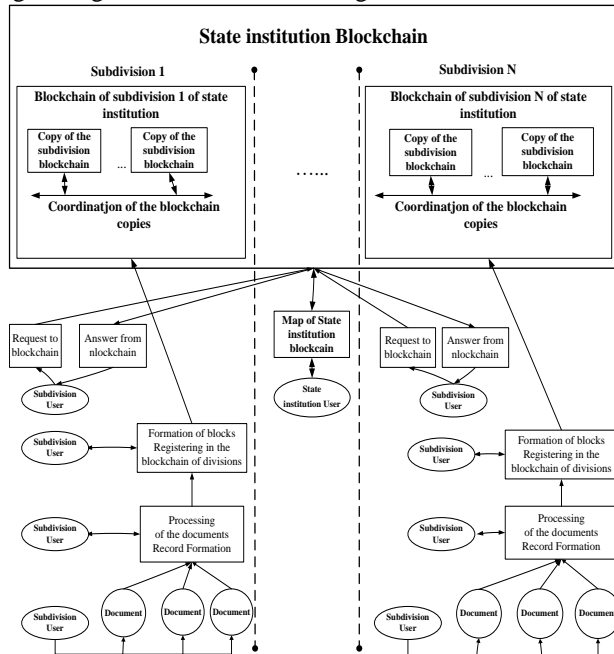 State institution Blockchain
Subdivision 1
Subdivision N
Blockchain of subdivision 1 of state
institution
Copy of the
subdivision
blockchain
...
Copy of the
subdivision
blockchain
Coordinatjon of the blockchain
copies
…...
Blockchain of subdivision N of state
institution
Copy of the
subdivision
blockchain
...
Copy of the
subdivision
blockchain
Coordinatjon of the blockchain
copies
Request to
blockchain
Answer from
nlockchain
Subdivision
User
Map of State
institution
blockcain
State
institution User
Request to
blockchain
Answer from
nlockchain
Subdivision
User
Subdivision
User
Formation of blocks
Registering in the
blockchain of divisions
Subdivision
User
Formation of blocks
Registering in the
blockchain of divisions
Subdivision
User
Processing
of the documents
Record Formation
Subdivision
User
Processing
of the documents
Record Formation
Subdivision
User
Document
Document
Document
Subdivision
User
Document
Document
Document